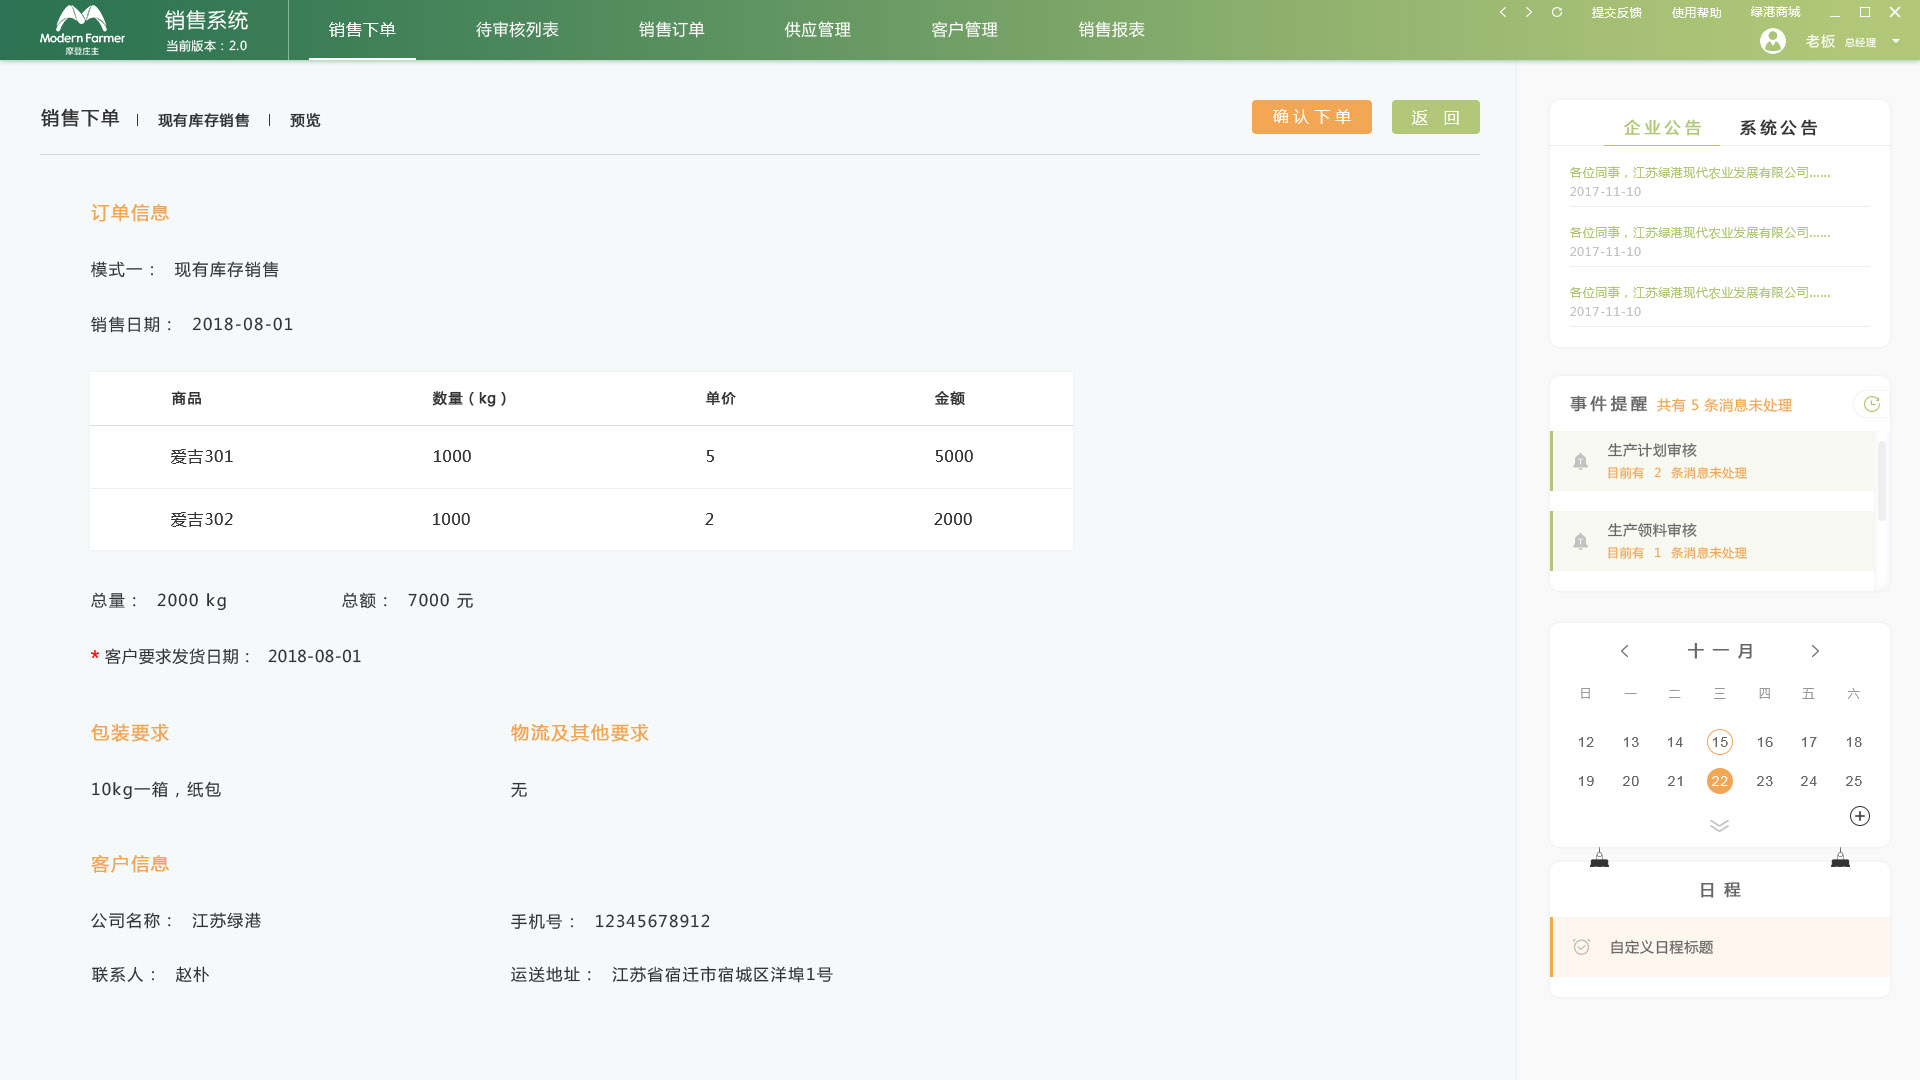 Modern Farmer
摩登庄主
销售系统
当前版本：2.0
销售下单 待审核列表 销售订单 供应管理 客户管理 销售报表
提交反馈 使用帮助 绿港商城
老板 总经理
销售下单 | 现有库存销售 | 预览
确认下单 返 回
订单信息
模式一： 现有库存销售
销售日期： 2018-08-01
商品 数量（kg） 单价 金额
爱吉301 1000 5 5000
爱吉302 1000 2 2000
总量： 2000 kg 总额： 7000 元
* 客户要求发货日期： 2018-08-01
包装要求 物流及其他要求
10kg一箱，纸包 无
客户信息
公司名称： 江苏绿港 手机号： 12345678912
联系人： 赵朴 运送地址： 江苏省宿迁市宿城区洋埠1号
企业公告 系统公告
各位同事，江苏绿港现代农业发展有限公司......
2017-11-10
各位同事，江苏绿港现代农业发展有限公司......
2017-11-10
各位同事，江苏绿港现代农业发展有限公司......
2017-11-10
事件提醒 共有 5 条消息未处理
生产计划审核
目前有 2 条消息未处理
生产领料审核
目前有 1 条消息未处理
十一月
日 一 二 三 四 五 六
12 13 14 15 16 17 18
19 20 21 22 23 24 25
日 程
自定义日程标题